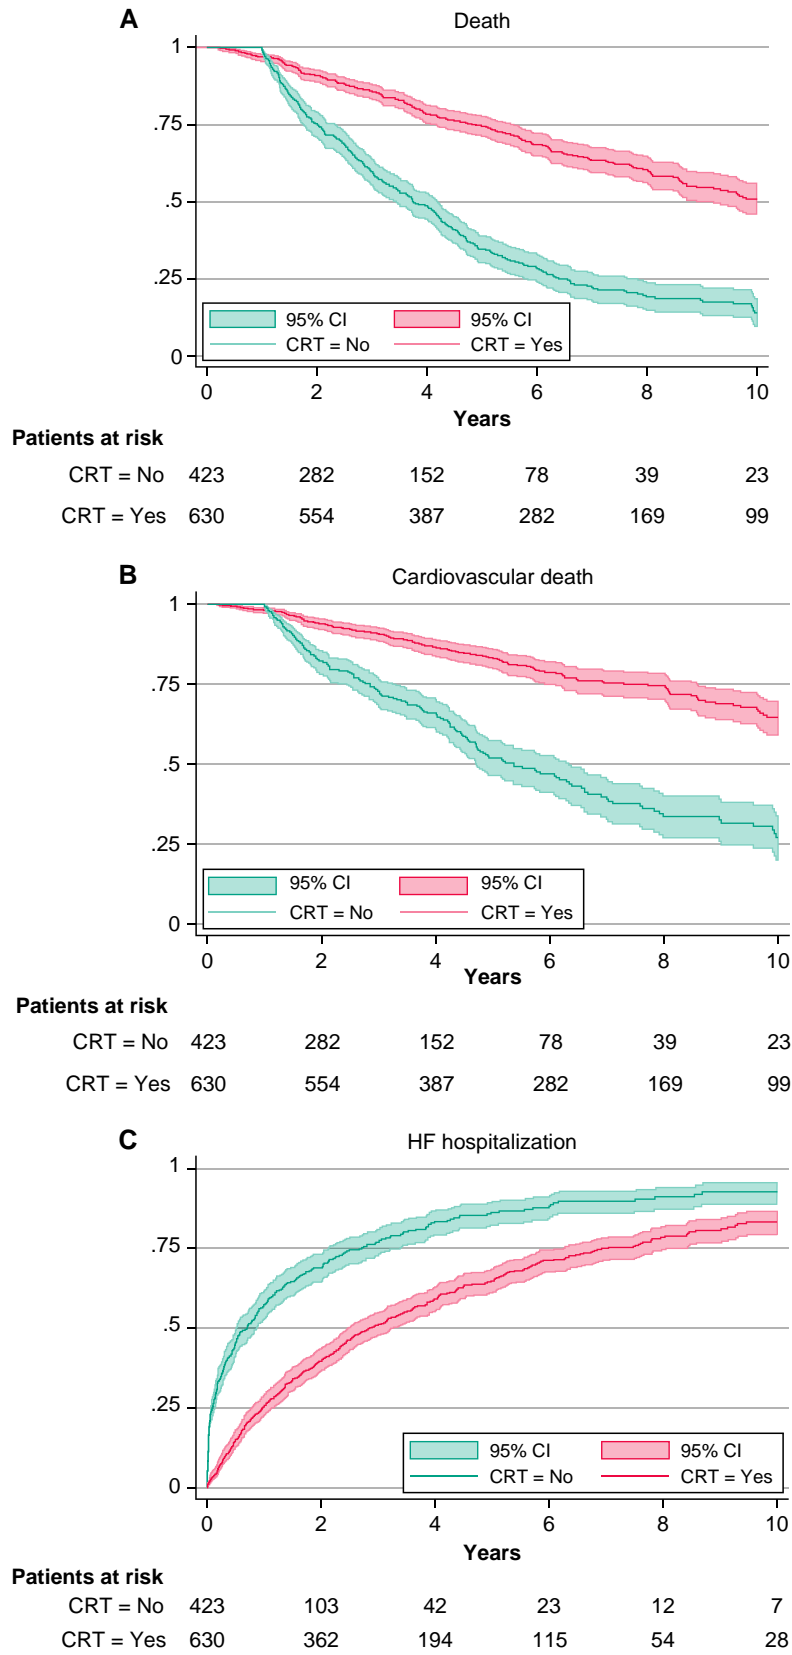 A Death
1
.75
.5
.25
0
95% CI 95% CI
CRT = No CRT = Yes
0 2 4 6 8 10
Years
Patients at risk
CRT = No 423 282 152 78 39 23
CRT = Yes 630 554 387 282 169 99
B Cardiovascular death
1
.75
.5
.25
0
95% CI 95% CI
CRT = No CRT = Yes
0 2 4 6 8 10
Years
Patients at risk
CRT = No 423 282 152 78 39 23
CRT = Yes 630 554 387 282 169 99
C HF hospitalization
1
.75
.5
.25
0
95% CI 95% CI
CRT = No CRT = Yes
0 2 4 6 8 10
Years
Patients at risk
CRT = No 423 103 42 23 12 7
CRT = Yes 630 362 194 115 54 28